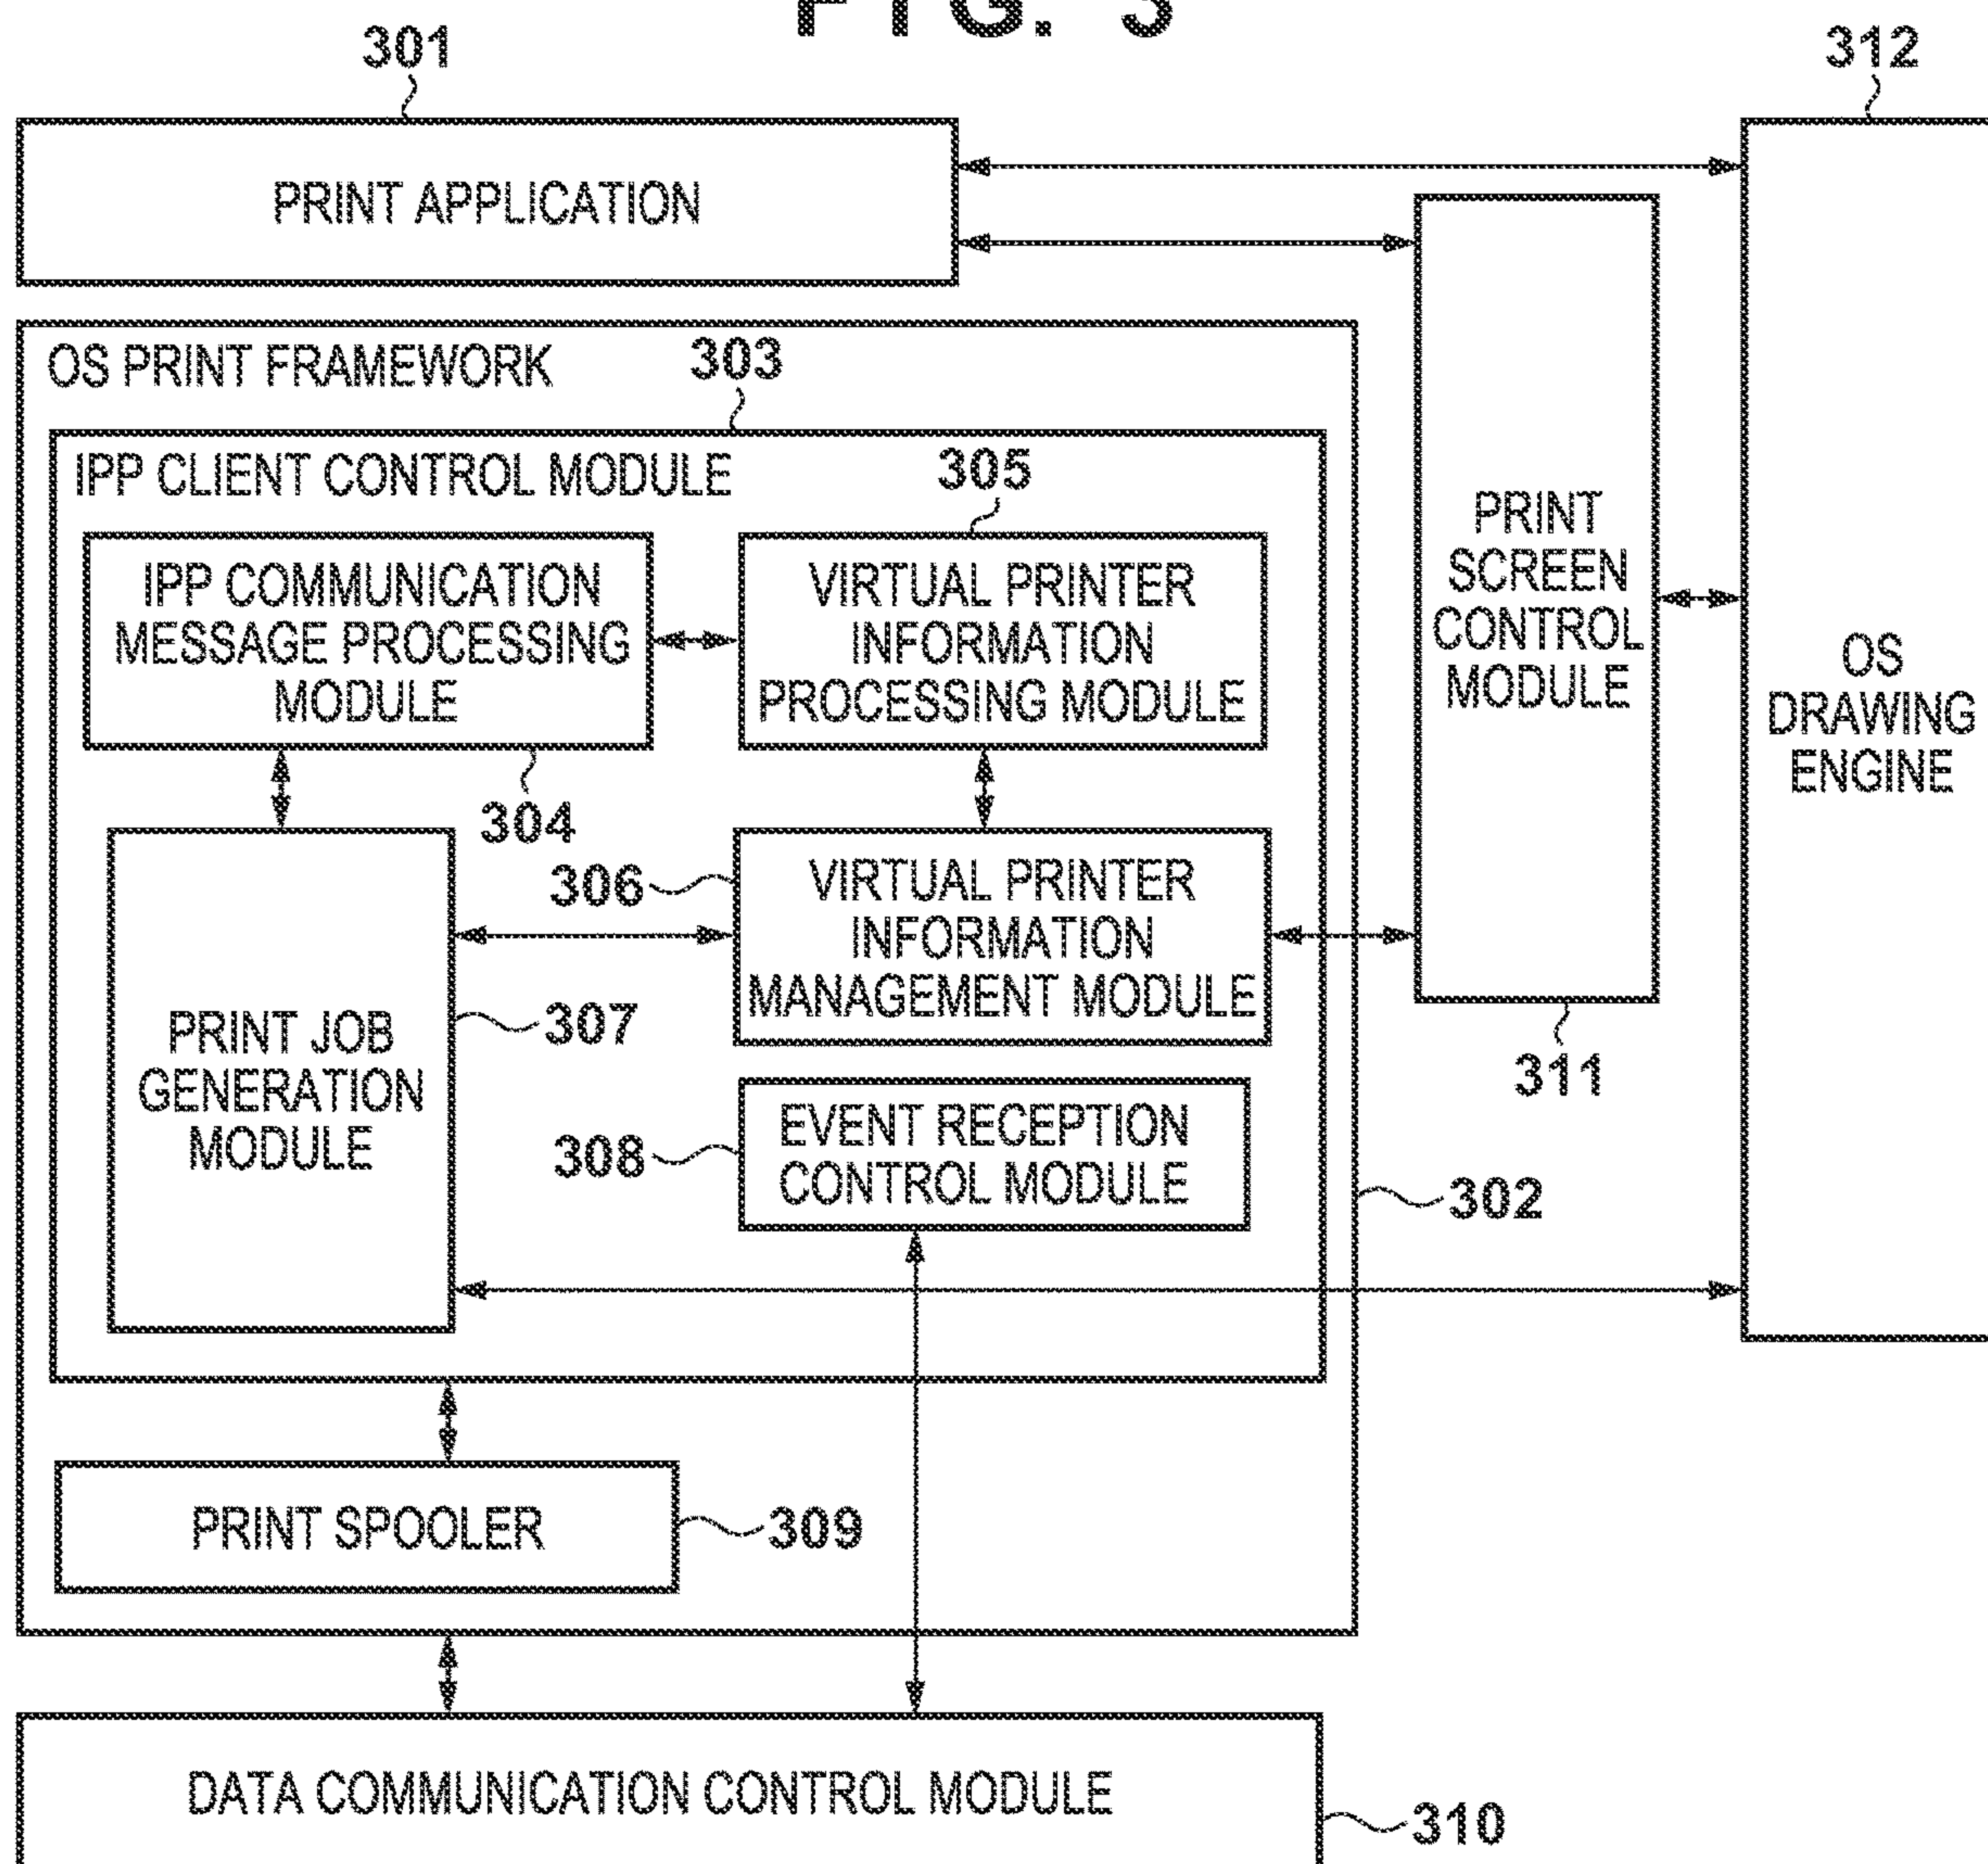 FIG. 3
301
312
PRINT APPLICATION
OS PRINT FRAMEWORK
303
IPP CLIENT CONTROL MODULE
305
IPP COMMUNICATION
MESSAGE PROCESSING
MODULE
VIRTUAL PRINTER
INFORMATION
PROCESSING MODULE
PRINT
SCREEN
CONTROL
MODULE
OS
DRAWING
ENGINE
304
306
VIRTUAL PRINTER
INFORMATION
MANAGEMENT MODULE
PRINT JOB
GENERATION
MODULE
307
311
308
EVENT RECEPTION
CONTROL MODULE
302
PRINT SPOOLER
309
DATA COMMUNICATION CONTROL MODULE
310